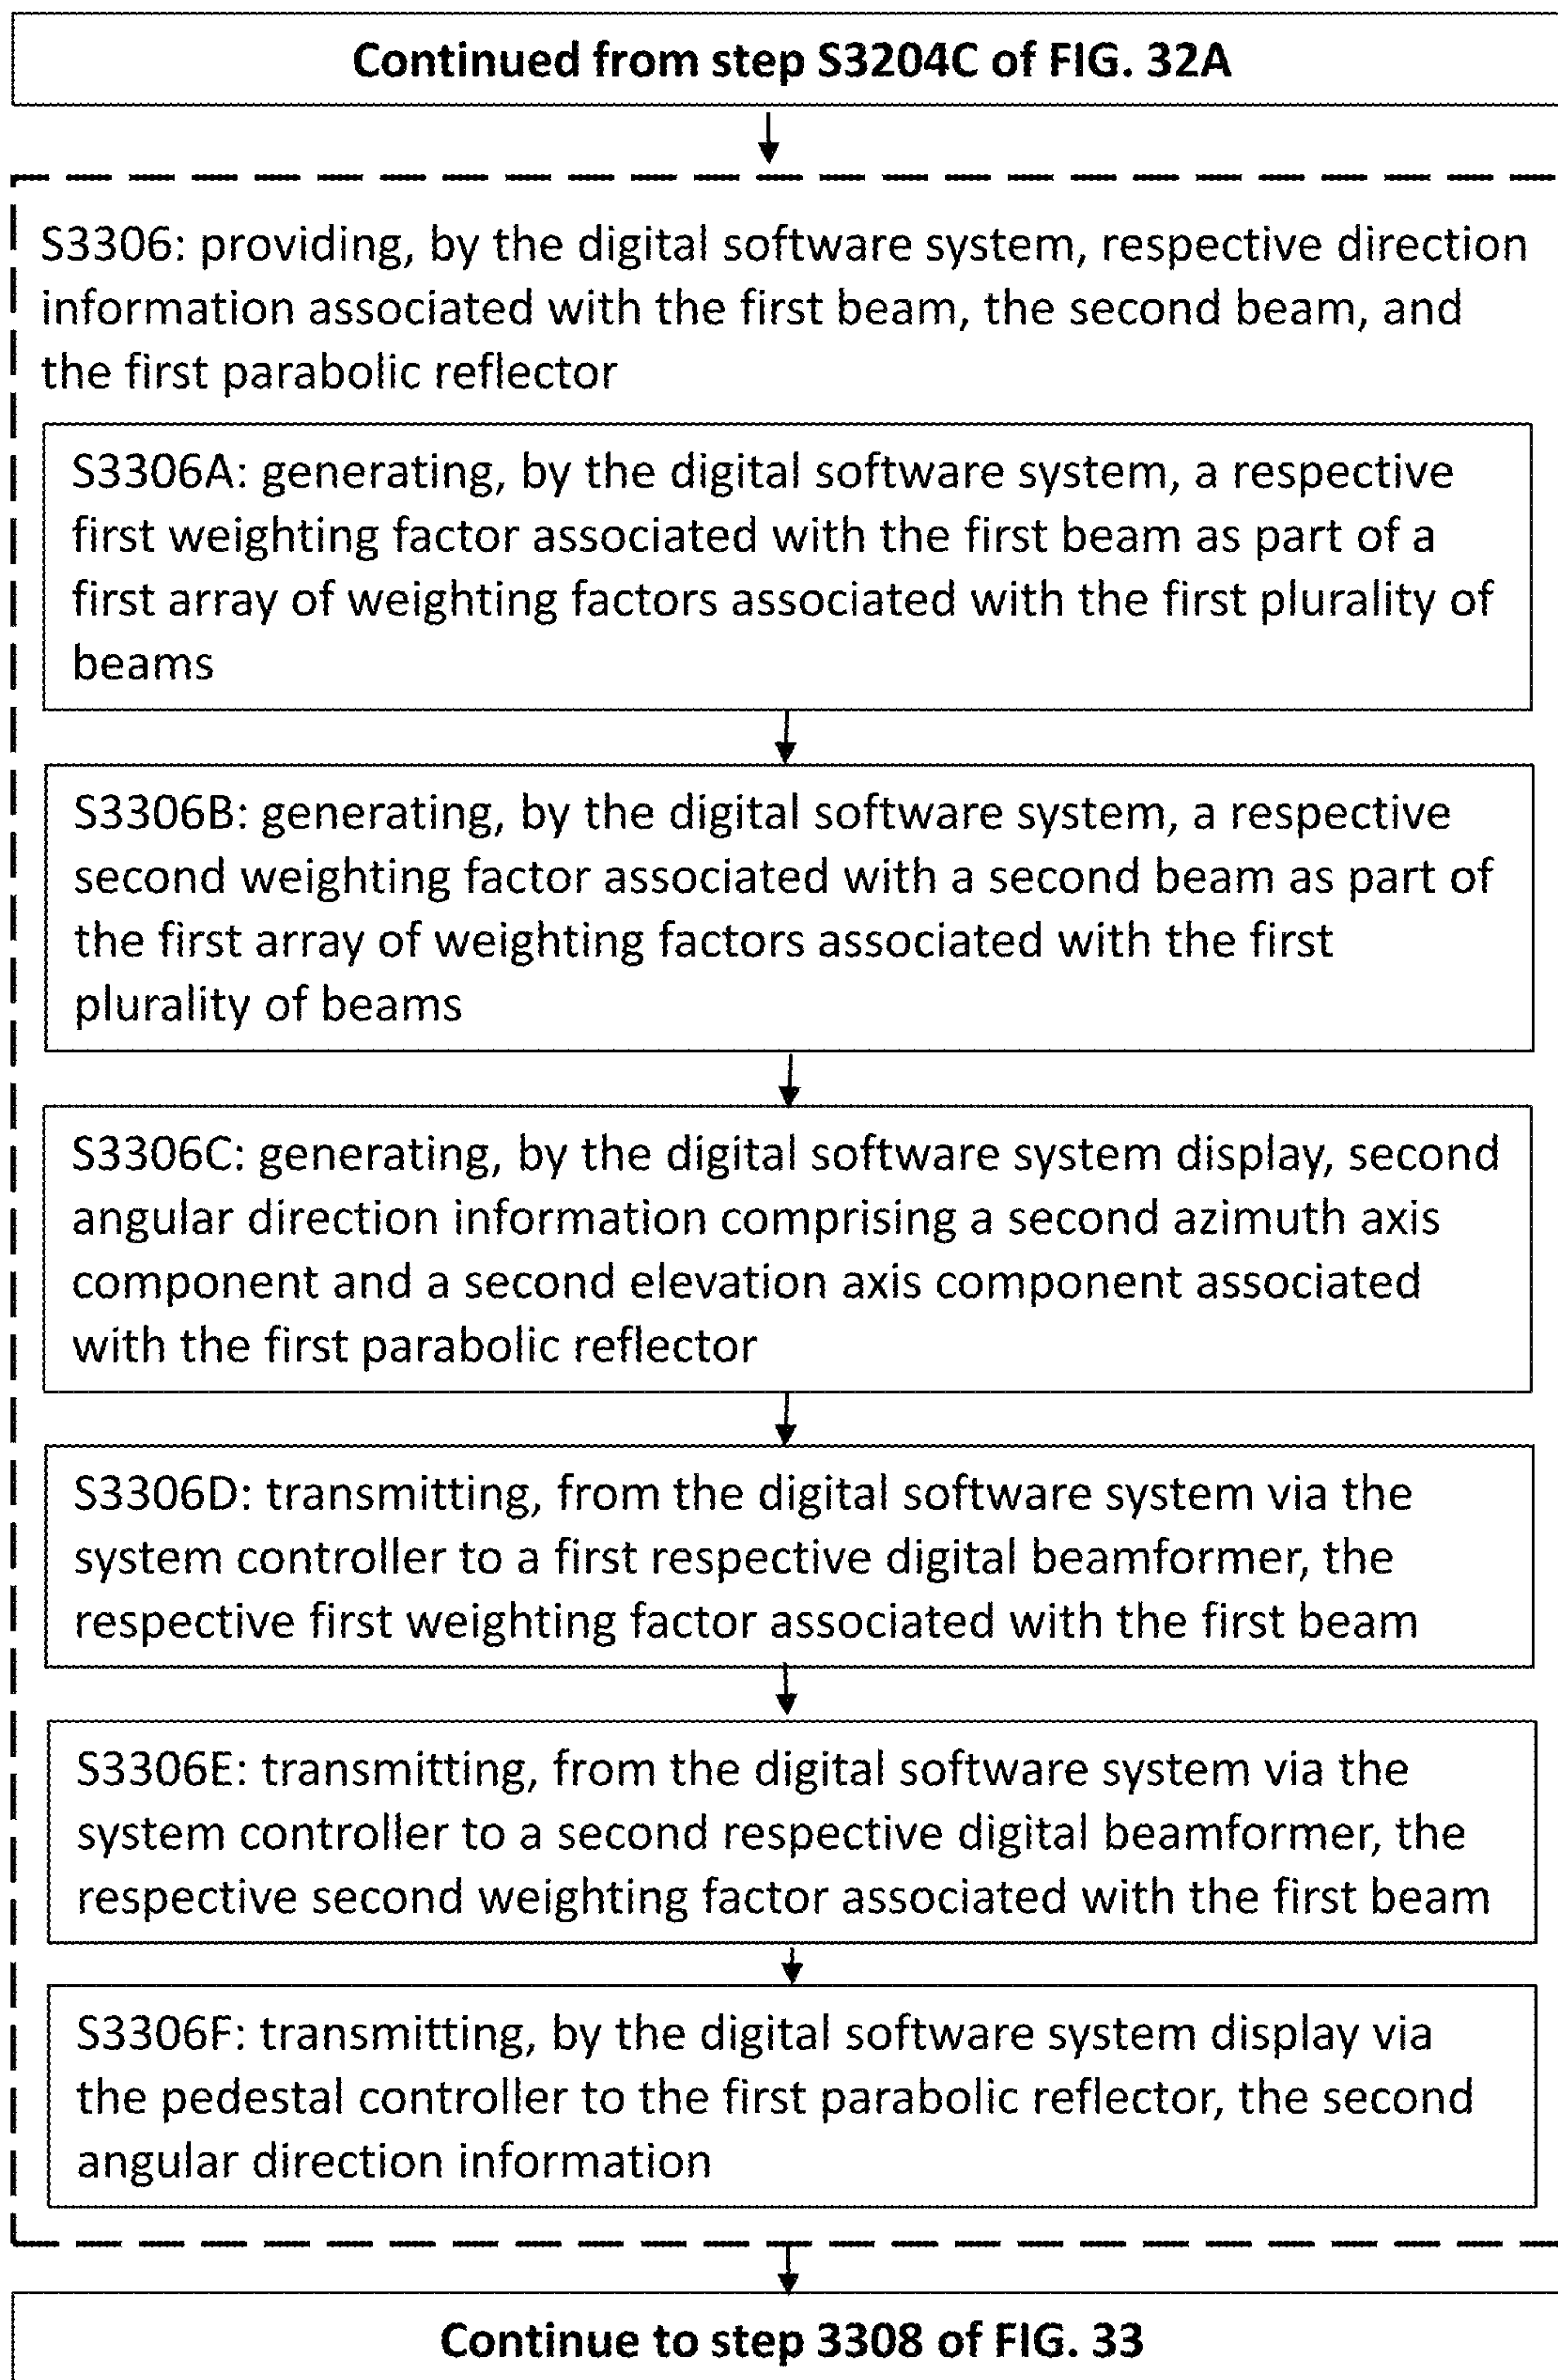 Continued from step S3204C of FIG. 32A
S3306: providing, by the digital software system, respective direction
information associated with the first beam, the second beam, and
the first parabolic reflector
S3306A: generating, by the digital software system, a respective
first weighting factor associated with the first beam as part of a
first array of weighting factors associated with the first plurality of
beams
S3306B: generating, by the digital software system, a respective
second weighting factor associated with a second beam as part of
the first array of weighting factors associated with the first
plurality of beams
S3306C: generating, by the digital software system display, second
angular direction information comprising a second azimuth axis
component and a second elevation axis component associated
with the first parabolic reflector
S3306D: transmitting, from the digital software system via the
system controller to a first respective digital beamformer, the
respective first weighting factor associated with the first beam
S3306E: transmitting, from the digital software system via the
system controller to a second respective digital beamformer, the
respective second weighting factor associated with the first beam
S3306F: transmitting, by the digital software system display via
the pedestal controller to the first parabolic reflector, the second
angular direction information
Continue to step 3308 of FIG. 33